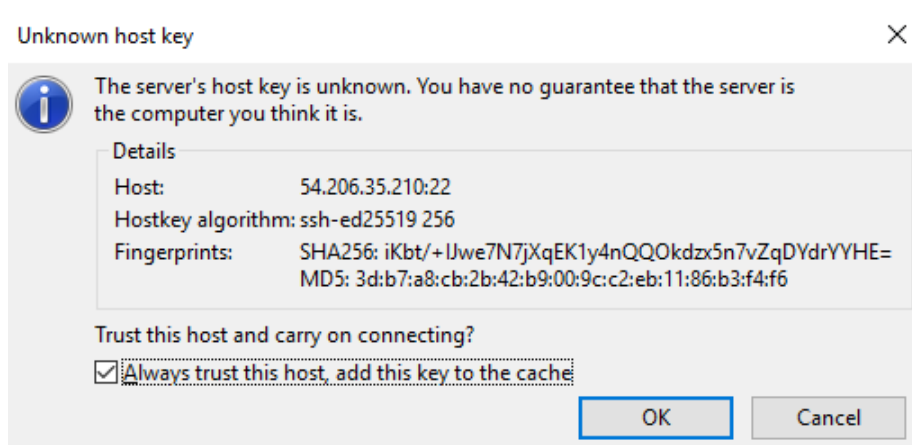 Unknown host key
The server's host key is unknown. You have no guarantee that the server is
the computer you think it is.
Details
Host: 54.206.35.210:22
Hostkey algorithm: ssh-ed25519 256
Fingerprints: SHA256: iKbt/+IJwe7N7jXqEK1y4nQQOkdzx5n7vZqDYdrYYHE=
MD5: 3d:b7:a8:cb:2b:42:b9:00:9c:c2:eb:11:86:b3:f4:f6
Trust this host and carry on connecting?
Always trust this host, add this key to the cache
OK Cancel